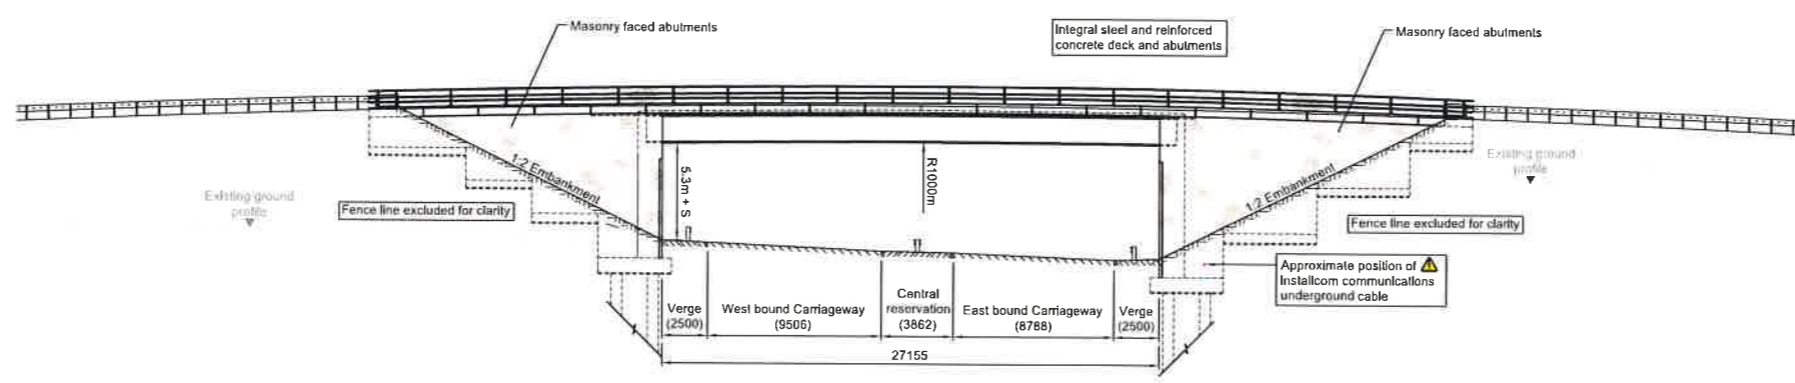 Masonry faced abutments
Integral steel and reinforced
concrete deck and abutments
Masonry faced abutments
1:2 Embankment
5.3m + S
R1000m
1:2 Embankment
Existing ground
profile
Existing ground
profile
Fence line excluded for clarity
Fence line excluded for clarity
Approximate position of
Installcom communications
underground cable
Verge
(2500)
West bound Carriageway
(9506)
Central
reservation
(3862)
East bound Carriageway
(8788)
Verge
(2500)
27155